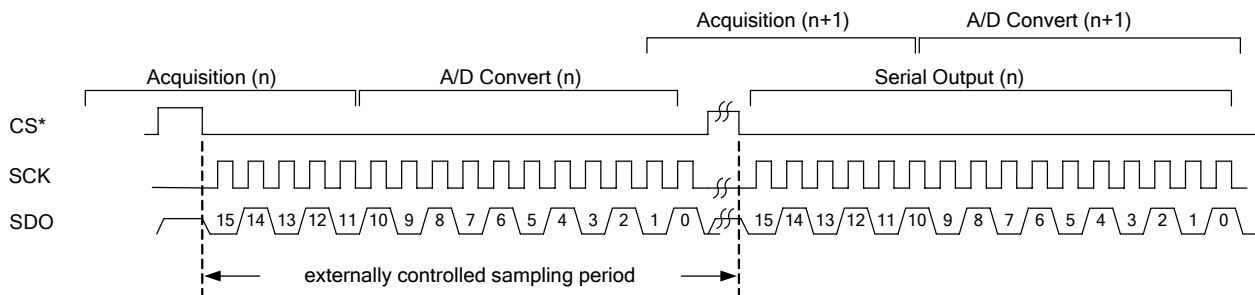 Acquisition (n+1) A/D Convert (n+1)
Acquisition (n) A/D Convert (n) Serial Output (n)
CS*
SCK
SDO 15 14 13 12 11 10 9 8 7 6 5 4 3 2 1 0 15 14 13 12 11 10 9 8 7 6 5 4 3 2 1 0
externally controlled sampling period